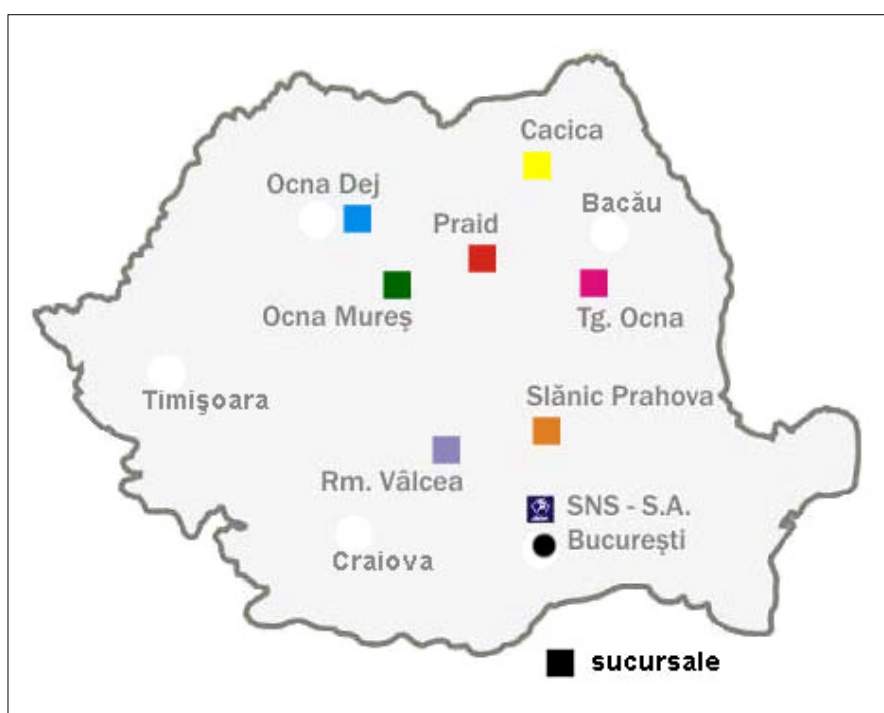 Cacica
Ocna Dej
Bacău
Praid
Ocna Mureş
Tg. Ocna
Timişoara
Slănic Prahova
Rm. Vâlcea
SNS - S.A.
Bucureşti
Craiova
sucursale